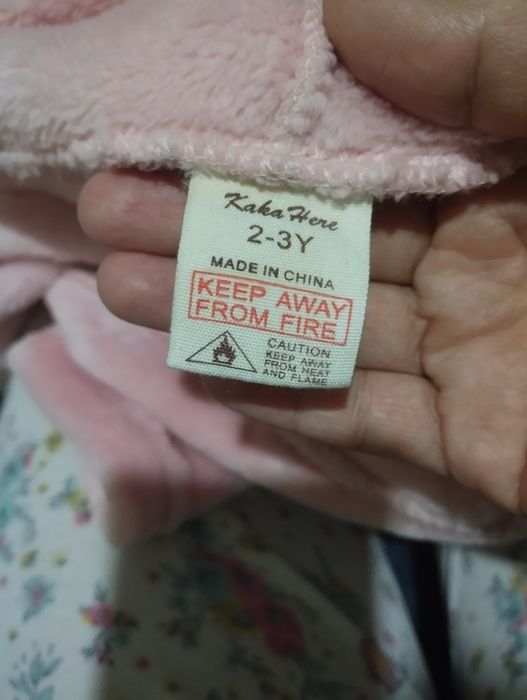 Kaka Here
2-3Y
MADE IN CHINA
KEEP AWAY
FROM FIRE
CAUTION
KEEP AWAY
FROM HEAT
AND FLAME